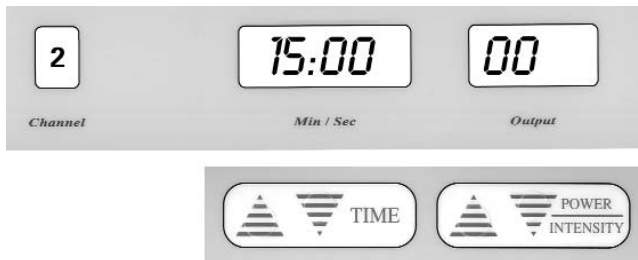 2 15:00 00
Channel Min / Sec Output
TIME POWER
INTENSITY